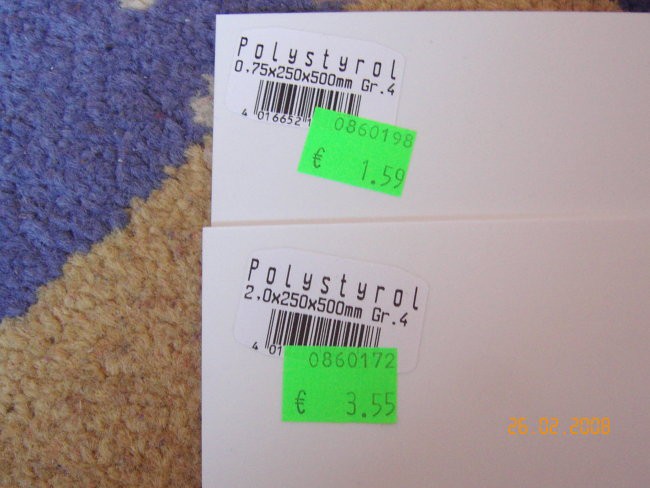 Polystyrol
0.75x250x500mm Gr.4
4 016652
0860198
€ 1.59
Polystyrol
2.0x250x500mm Gr.4
4 01
0860172
€ 3.55
26.02.2008